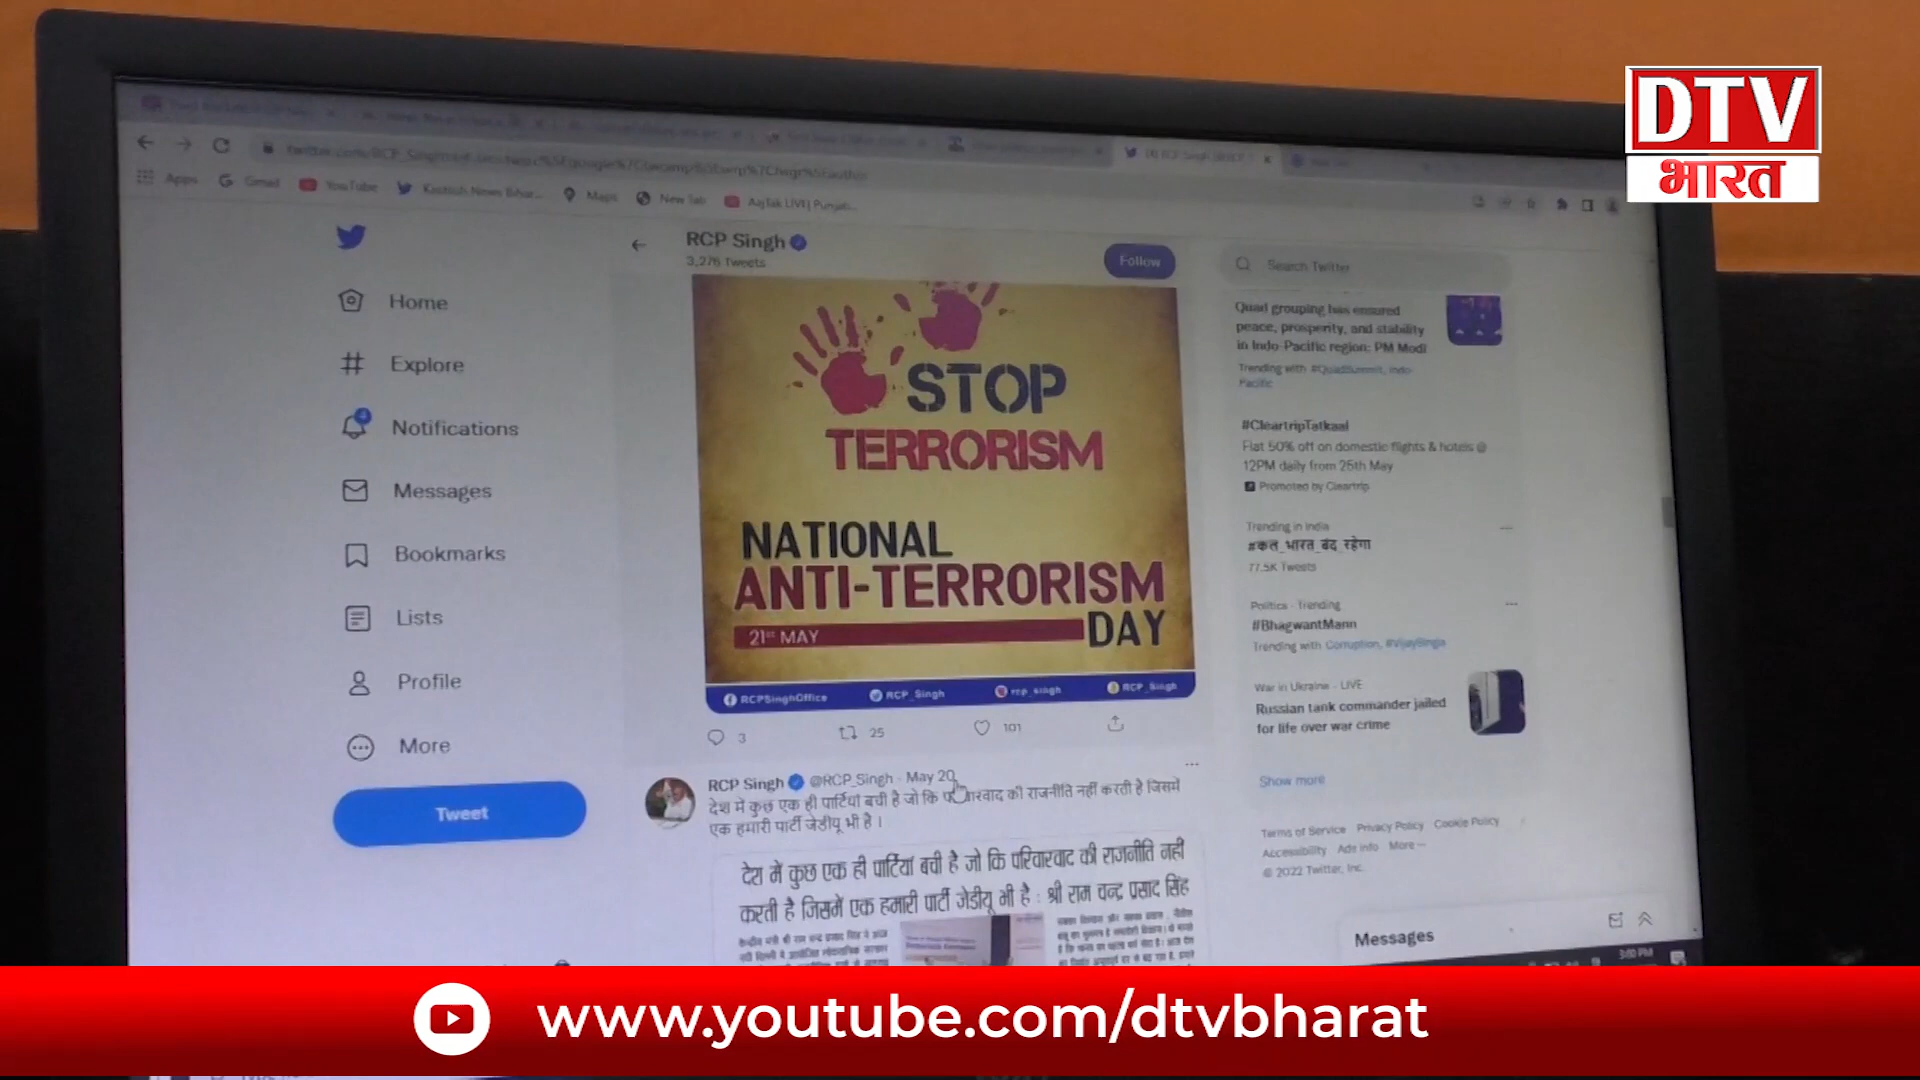 DTV
भारत
Apps
Gmail
YouTube
Maps
New Tab
RCP Singh
3,276 Tweets
Follow
Home
Explore
Notifications
Messages
Bookmarks
Lists
Profile
More
Tweet
STOP
TERRORISM
NATIONAL
ANTI-TERRORISM
21st MAY
DAY
RCPSinghOffice
RCP_Singh
rcp_singh
RCP_Singh
3
25
101
RCP Singh @RCP_Singh · May 20
देश में कुछ एक ही पार्टियां बची है जो कि की राजनीति नहीं करती है जिसमें
एक हमारी पार्टी जेडीयू भी है ।
देश में कुछ एक ही पार्टियां बची है जो कि परिवारवाद की राजनीति नहीं
करती है जिसमें एक हमारी पार्टी जेडीयू भी है : श्री राम चन्द्र प्रसाद सिंह
Search Twitter
Quad grouping has ensured
peace, prosperity, and stability
in Indo-Pacific region: PM Modi
Trending with #QuadSummit, Indo-
Pacific
#CleartripTatkaal
Flat 50% off on domestic flights & hotels @
12PM daily from 25th May
Promoted by Cleartrip
Trending in India
#कल_भारत_बंद_रहेगा
77.5K Tweets
Politics · Trending
#BhagwantMann
Trending with Corruption, #VijaySingla
War in Ukraine · LIVE
Russian tank commander jailed
for life over war crime
Show more
Terms of Service Privacy Policy Cookie Policy
Accessibility Ads info More
© 2022 Twitter, Inc.
Messages
3:00 PM
www.youtube.com/dtvbharat